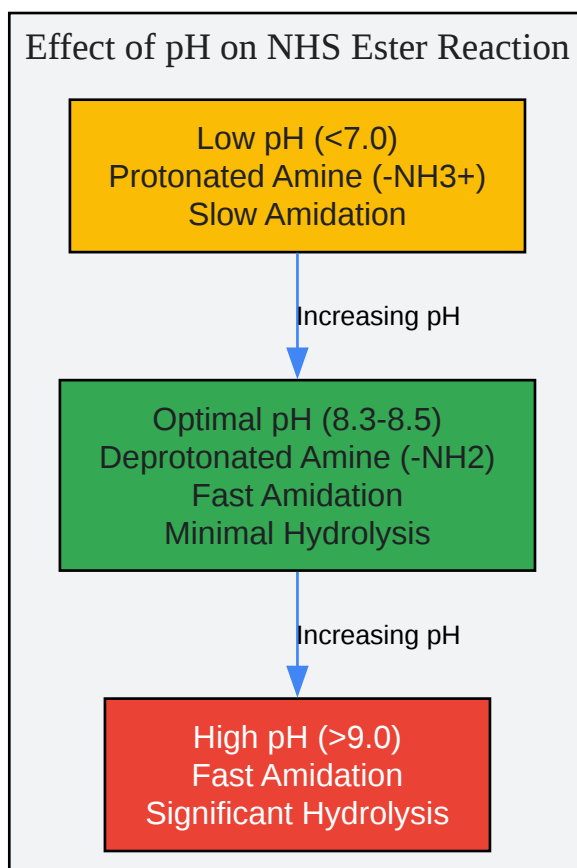 Effect of pH on NHS Ester Reaction
Low pH (<7.0)
Protonated Amine (-NH3+)
Slow Amidation
Increasing pH
Optimal pH (8.3-8.5)
Deprotonated Amine (-NH2)
Fast Amidation
Minimal Hydrolysis
Increasing pH
High pH (>9.0)
Fast Amidation
Significant Hydrolysis